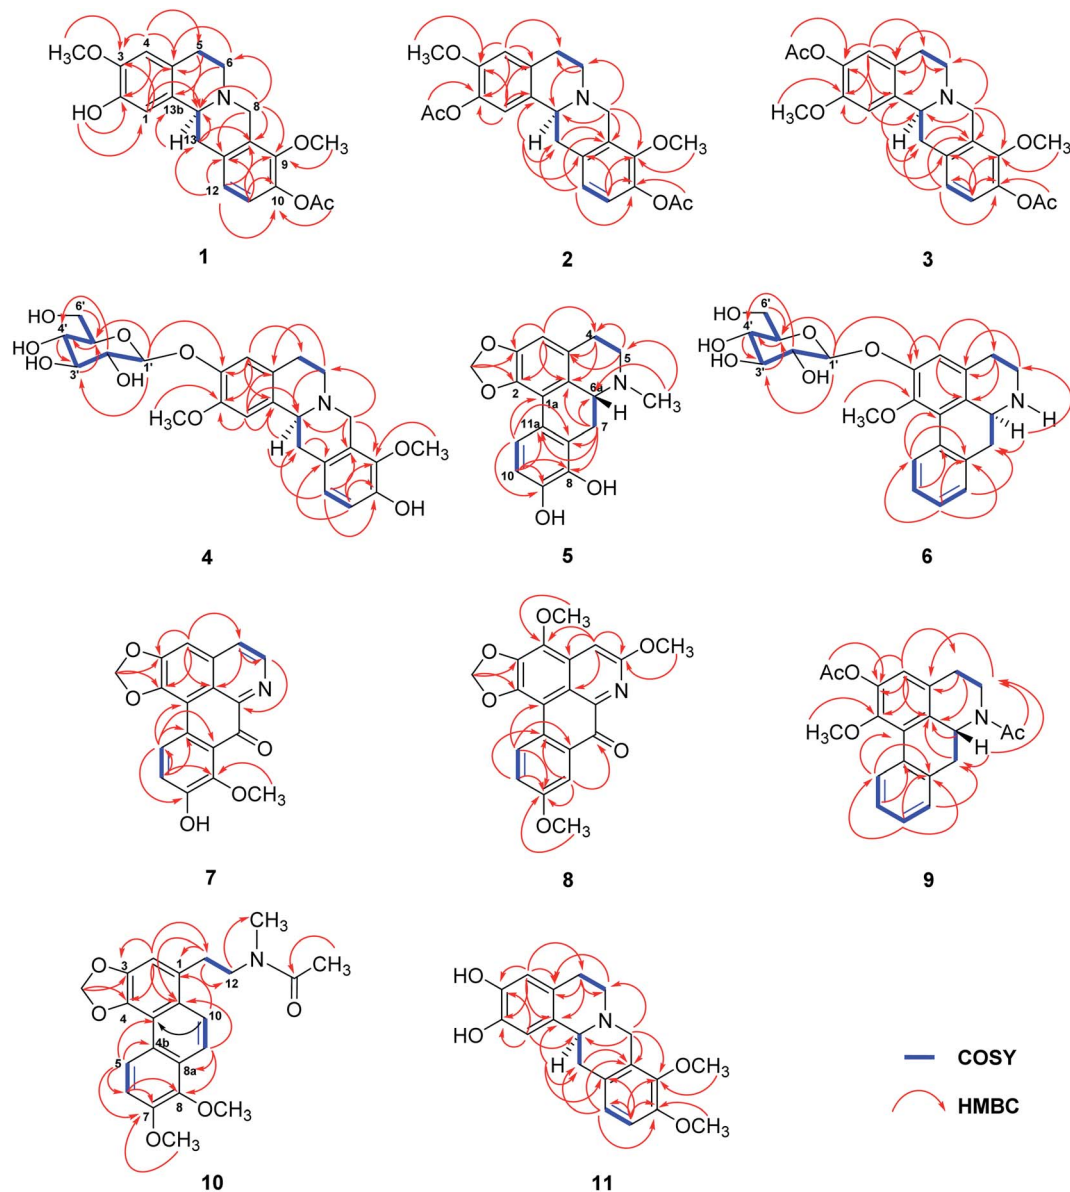 H₃CO 3 4 5 6
HO 1 13b N 8
H 13 OCH₃
9
12 10 OAc
1
H₃CO
AcO N
H OCH₃
OAc
2
AcO
H₃CO N
H OCH₃
OAc
3
HO 6' O O
HO 4'
HO 3' OH 1' H₃CO N
H OCH₃
OH
4
O 4
O 5
2 N
6a CH₃
1a H
11a 7
10 8
OH
OH
5
HO 6' O O
HO 4'
HO 3' OH 1' H₃CO N H
H
6
O
O N
O
OCH₃
OH
7
OCH₃
O OCH₃
O N
O
OCH₃
8
AcO
H₃CO N Ac
H
9
CH₃
O 3 1 N CH₃
O 4 12 O
10
4b
5 8a
8
7 OCH₃
OCH₃
10
HO
HO N
H OCH₃
OCH₃
11
COSY
HMBC